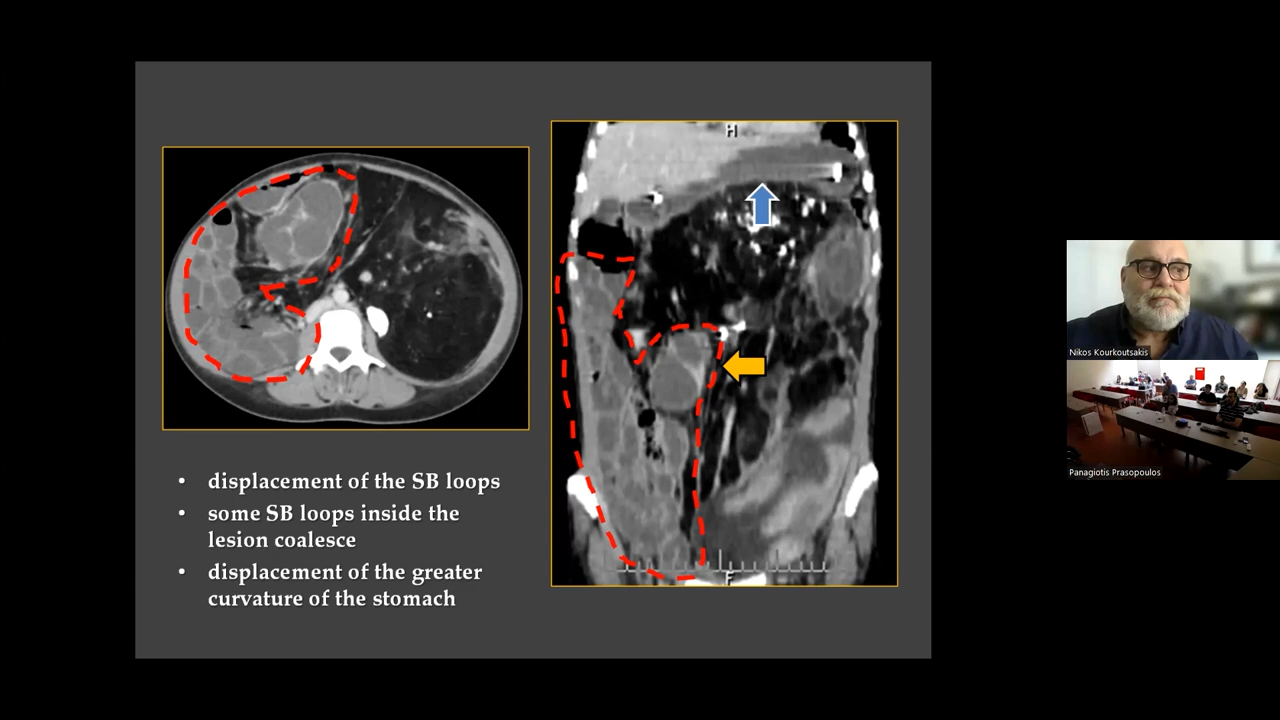 H
F
• displacement of the SB loops
• some SB loops inside the
lesion coalesce
• displacement of the greater
curvature of the stomach
Nikos Kourkoutsakis
Panagiotis Prasopoulos